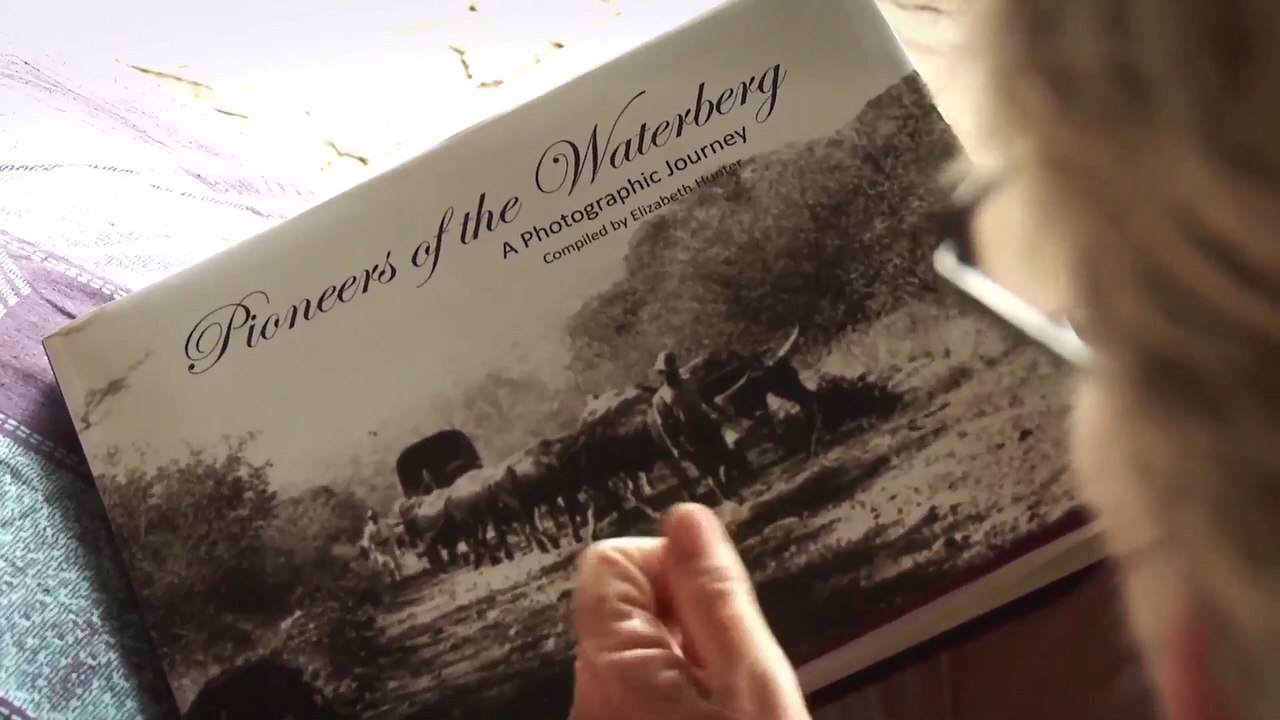 Pioneers of the Waterberg
A Photographic Journey
Compiled by Elizabeth Hunter